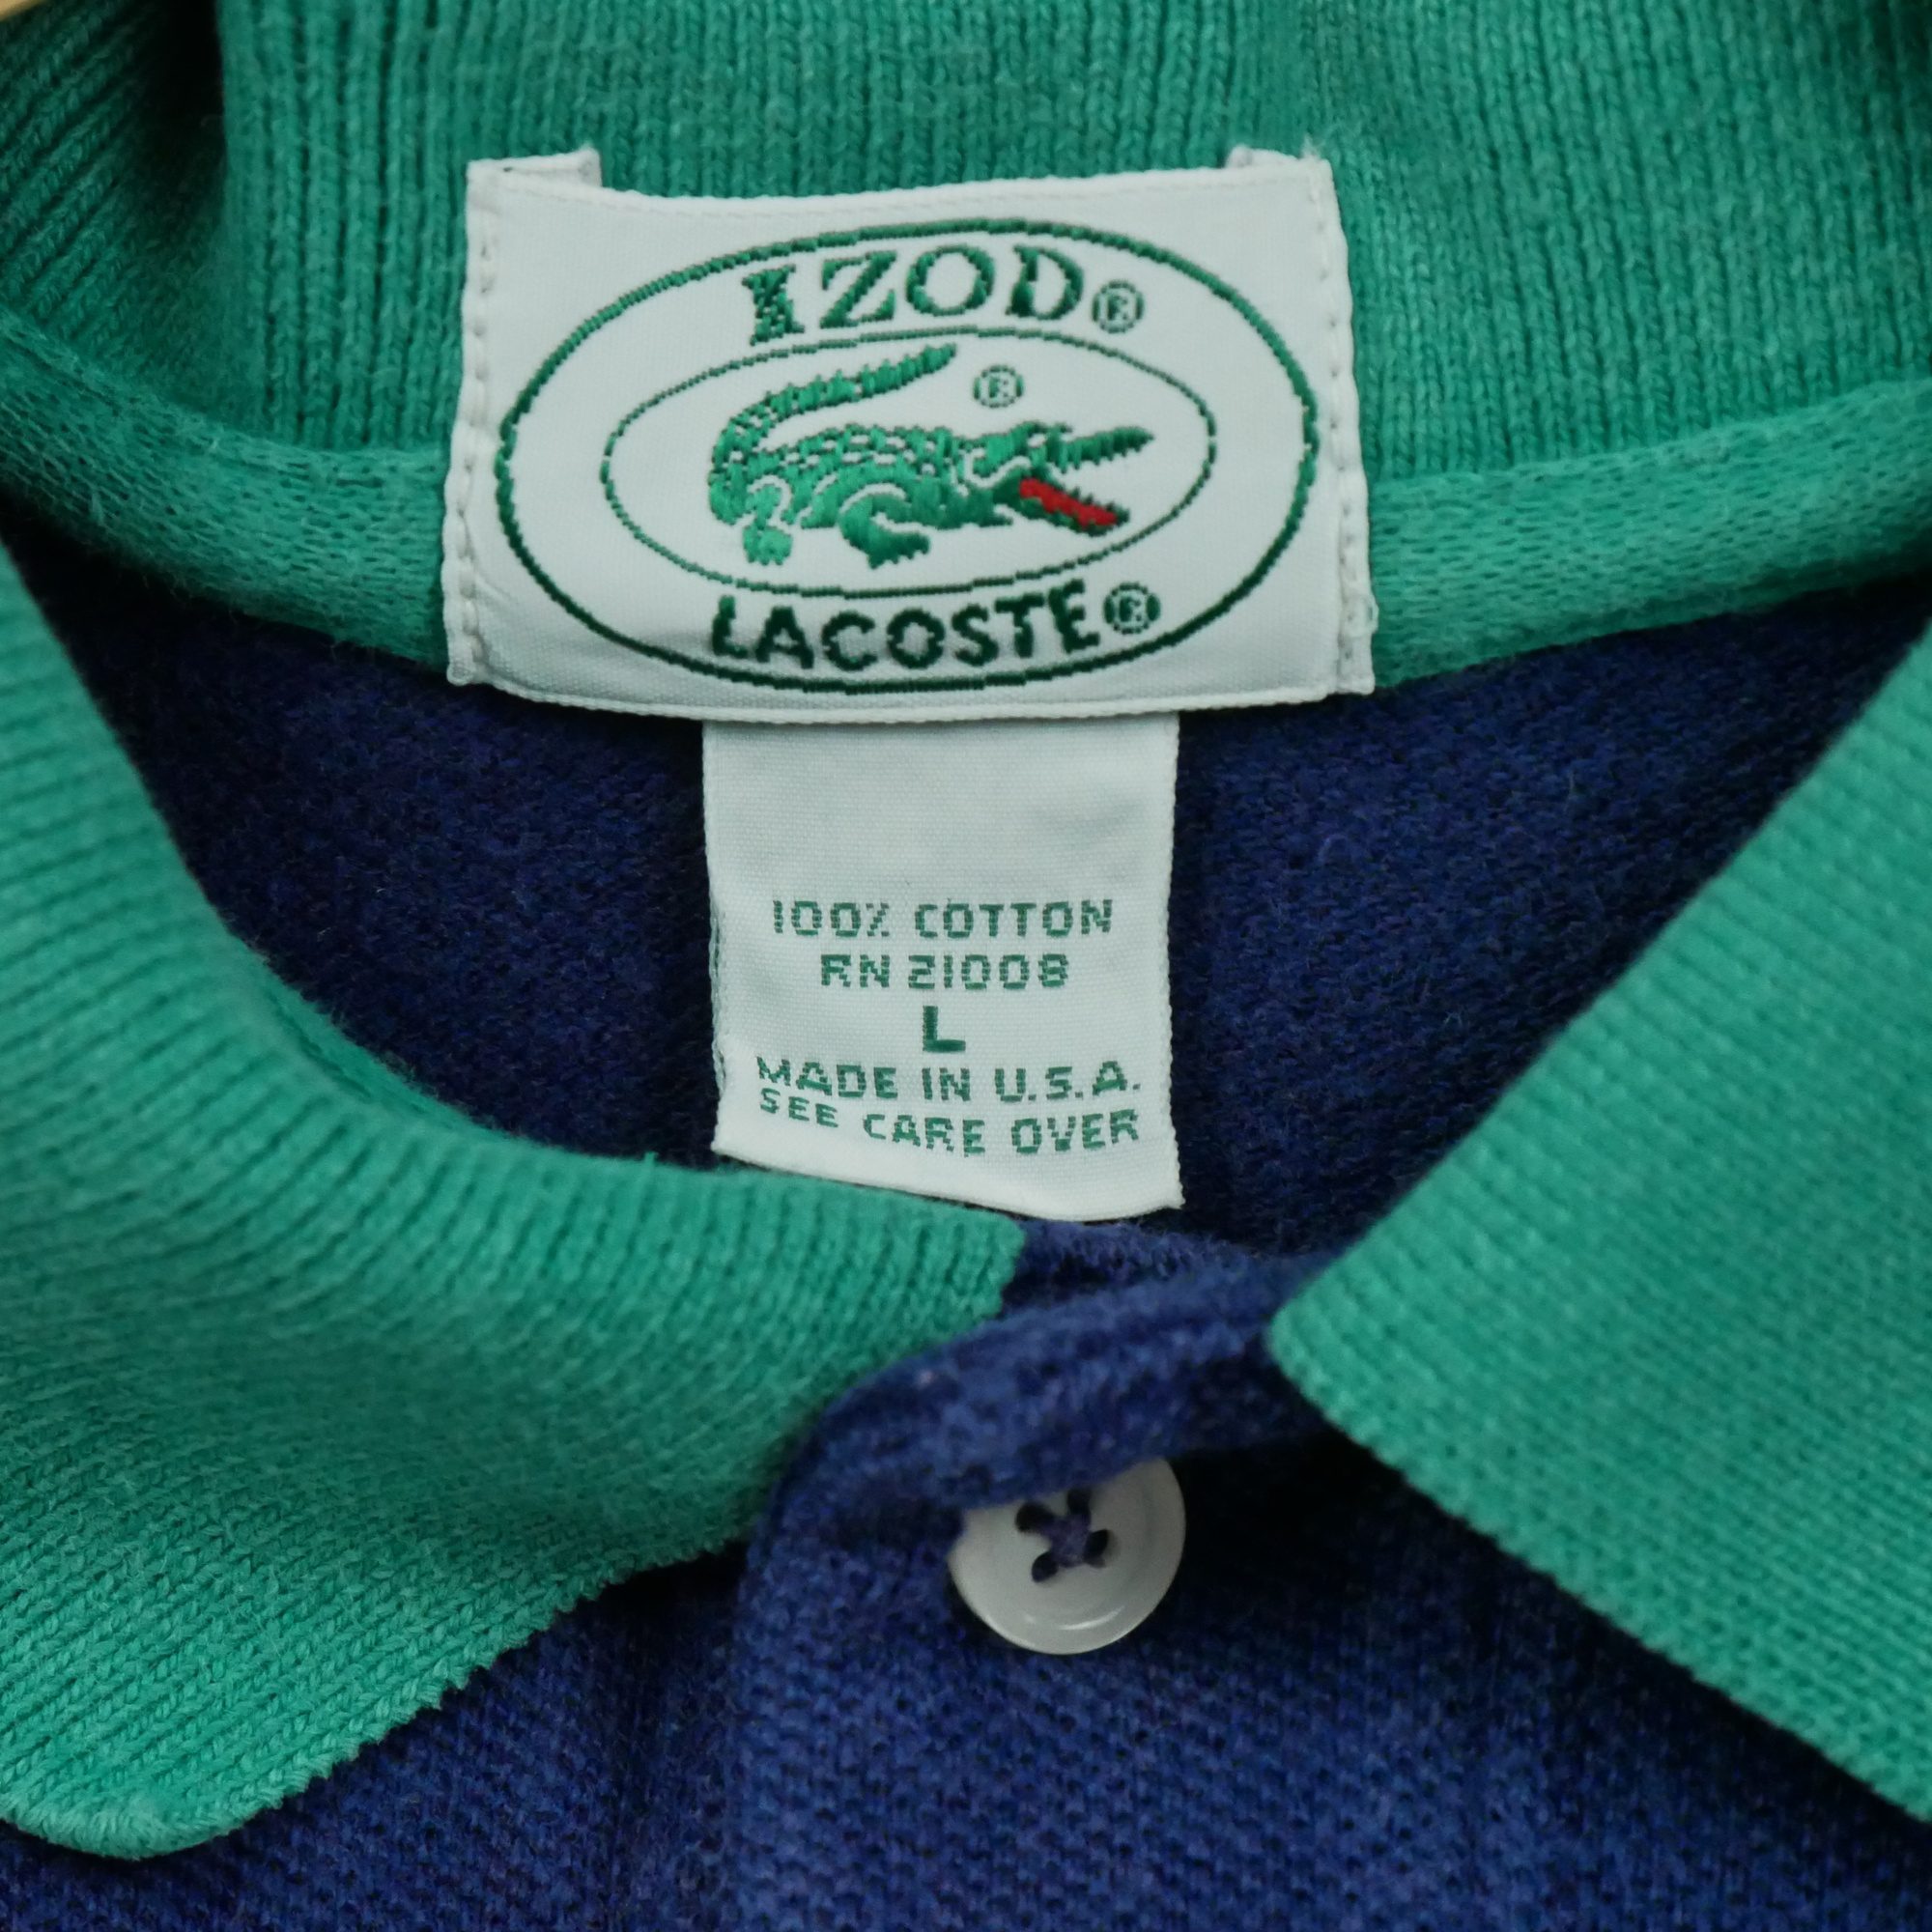 IZOD®
®
LACOSTE®
100% COTTON
RN 21008
L
MADE IN U.S.A.
SEE CARE OVER